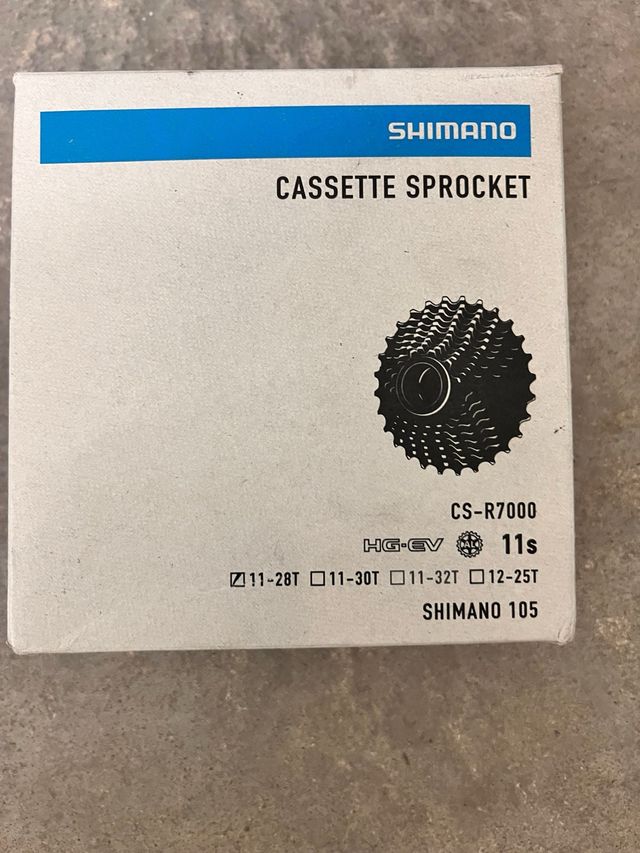 SHIMANO
CASSETTE SPROCKET
CS-R7000
HG-EV 11s
☑11-28T ☐11-30T ☐11-32T ☐12-25T
SHIMANO 105